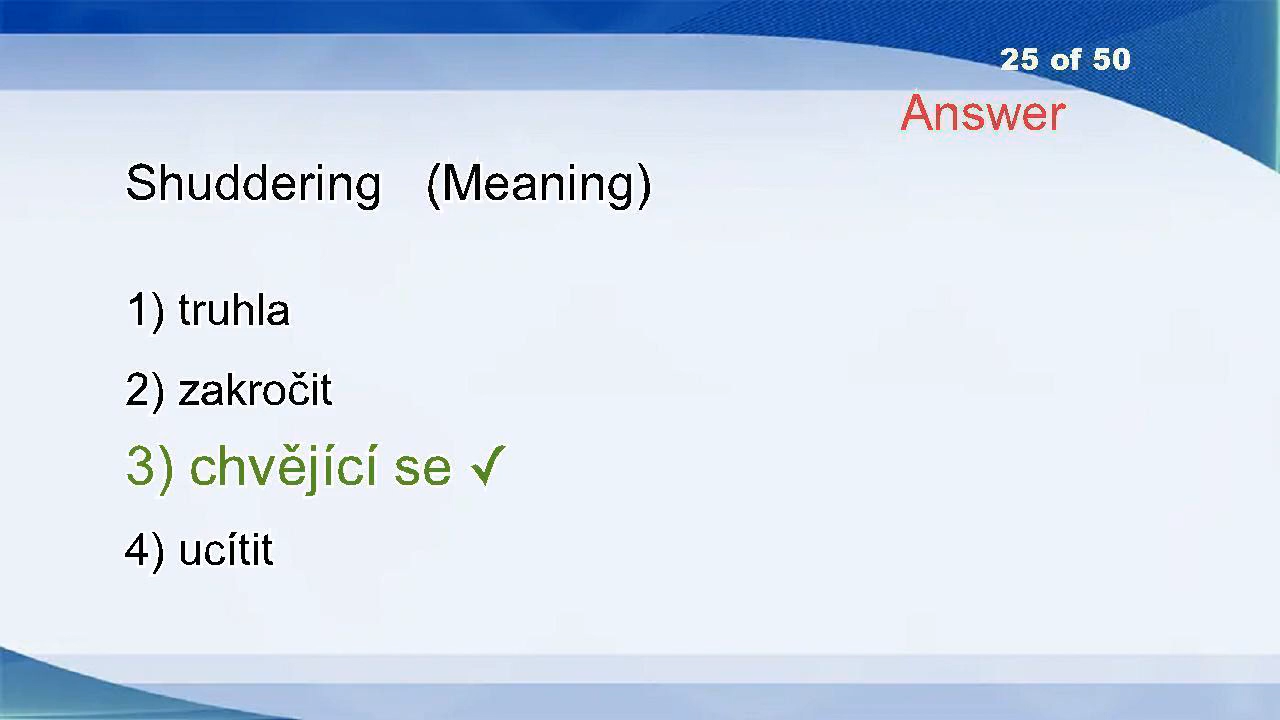 25 of 50
Answer
Shuddering (Meaning)
1) truhla
2) zakročit
3) chvějící se ✓
4) ucítit